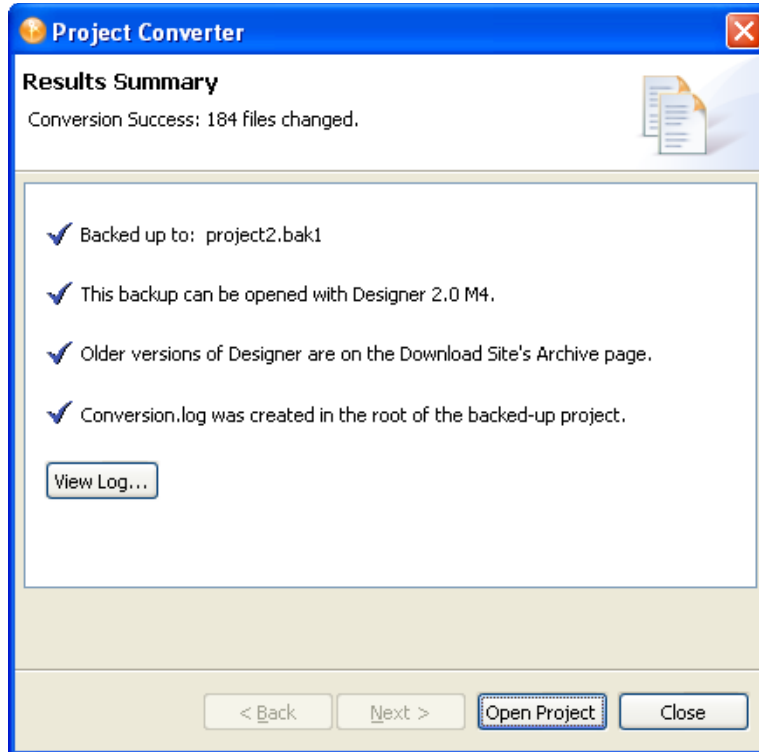 Project Converter
Results Summary
Conversion Success: 184 files changed.
Backed up to: project2.bak1
This backup can be opened with Designer 2.0 M4.
Older versions of Designer are on the Download Site's Archive page.
Conversion.log was created in the root of the backed-up project.
View Log...
< Back Next > Open Project Close